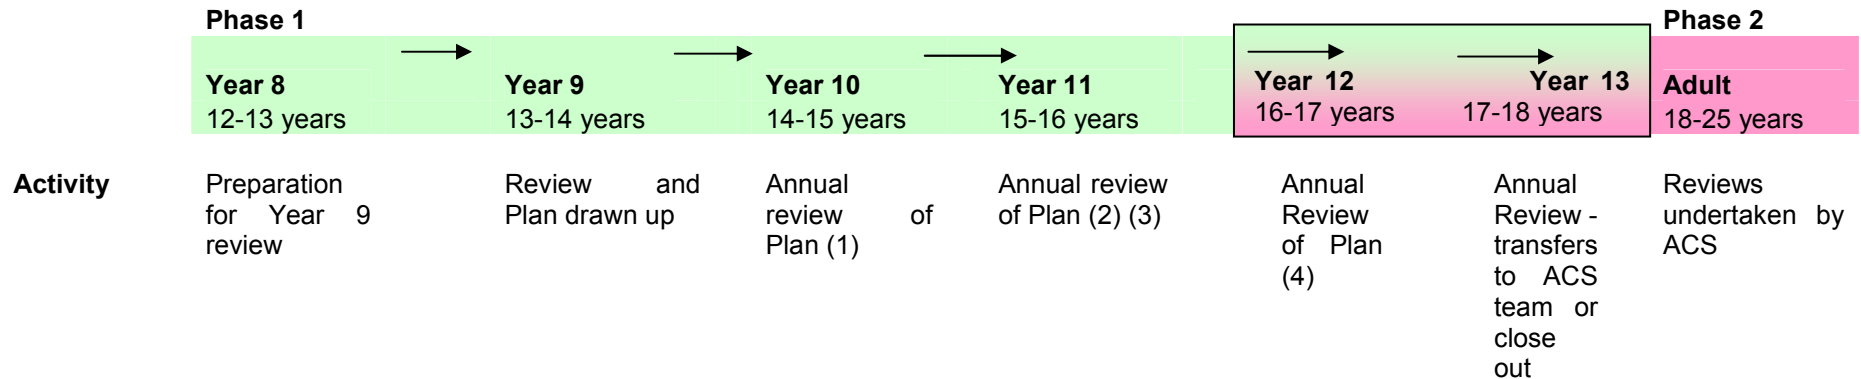 Phase 1 Phase 2
Year 8 Year 9 Year 10 Year 11 Year 12 Year 13 Adult
12-13 years 13-14 years 14-15 years 15-16 years 16-17 years 17-18 years 18-25 years
Activity
Preparation
for Year 9
review
Review and
Plan drawn up
Annual
review of
Plan (1)
Annual review
of Plan (2) (3)
Annual
Review
of Plan
(4)
Annual
Review -
transfers
to ACS
team or
close
out
Reviews
undertaken by
ACS